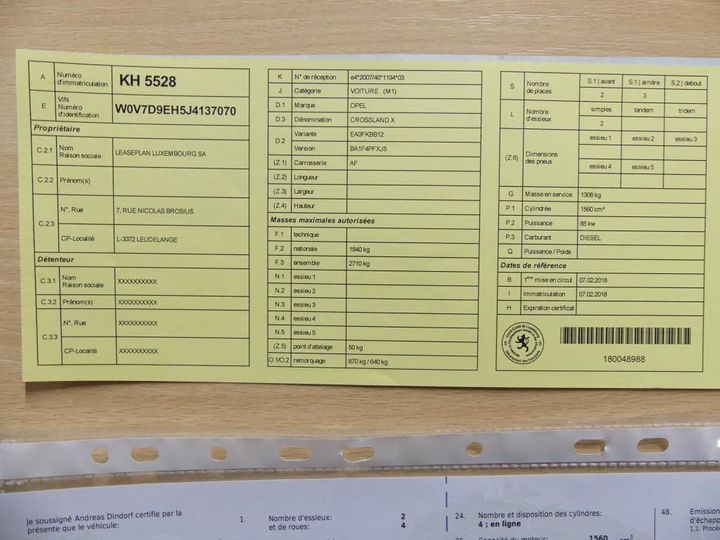 A Numéro d'immatriculation KH 5528
E VIN Numéro d'identification W0V7D9EH5J4137070
Propriétaire
C.2.1 Nom Raison sociale LEASEPLAN LUXEMBOURG SA
C.2.2 Prénom(s)
C.2.3 N°, Rue 7, RUE NICOLAS BROSIUS
CP-Localité L-3372 LEUDELANGE
Détenteur
C.3.1 Nom Raison sociale XXXXXXXXXX
C.3.2 Prénom(s) XXXXXXXXXX
C.3.3 N°, Rue XXXXXXXXXX
CP-Localité XXXXXXXXXX
K N° de réception e4*2007/46*1194*03
J Catégorie VOITURE (M1)
D.1 Marque OPEL
D.3 Dénomination CROSSLAND X
D.2 Variante EA0FKBB12
Version BA1F4PFXJ5
(Z.1) Carrosserie AF
(Z.2) Longueur
(Z.3) Largeur
(Z.4) Hauteur
Masses maximales autorisées
F.1 technique
F.2 nationale 1840 kg
F.3 ensemble 2710 kg
N.1 essieu 1
N.2 essieu 2
N.3 essieu 3
N.4 essieu 4
N.5 essieu 5
(Z.5) point d'attelage 50 kg
O.1/O.2 remorquage 870 kg / 640 kg
S Nombre de places S.1 | avant S.1 | arrière S.2 | debout
2 3
L Nombre d'essieux simples tandem tridem
2
(Z.6) Dimensions des pneus essieu 1 essieu 2 essieu 3
essieu 4 essieu 5
G Masse en service 1308 kg
P.1 Cylindrée 1560 cm³
P.2 Puissance 85 kw
P.3 Carburant DIESEL
Q Puissance / Poids
Dates de référence
B 1ère mise en circul 07.02.2018
I Immatriculation 07.02.2018
H Expiration certificat
180048988
Je soussigné Andreas Dindorf certifie par la
présente que le véhicule:
1. Nombre d'essieux 2
et de roues: 4
24. Nombre et disposition des cylindres:
4 ; en ligne
1560
48.
1.1.